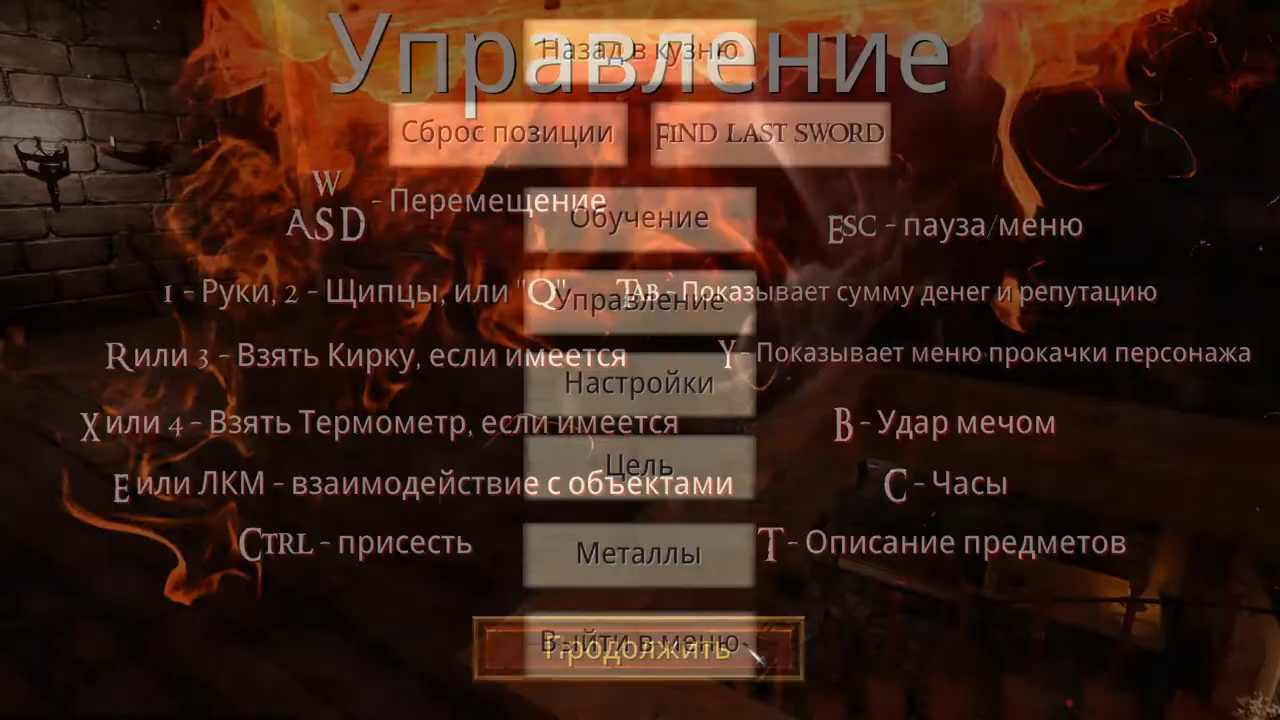 Управление
Назад в кузню
Сброс позиции
FIND LAST SWORD
W
ASD - Перемещение
Обучение
ESC - пауза/меню
1 - Руки, 2 - Щипцы, или "Q"
Управление
TAB - Показывает сумму денег и репутацию
R или 3 - Взять Кирку, если имеется
Y - Показывает меню прокачки персонажа
Настройки
X или 4 - Взять Термометр, если имеется
B - Удар мечом
Цель
E или ЛКМ - взаимодействие с объектами
C - Часы
CTRL - присесть
Металлы
T - Описание предметов
Выйти в меню
Продолжить